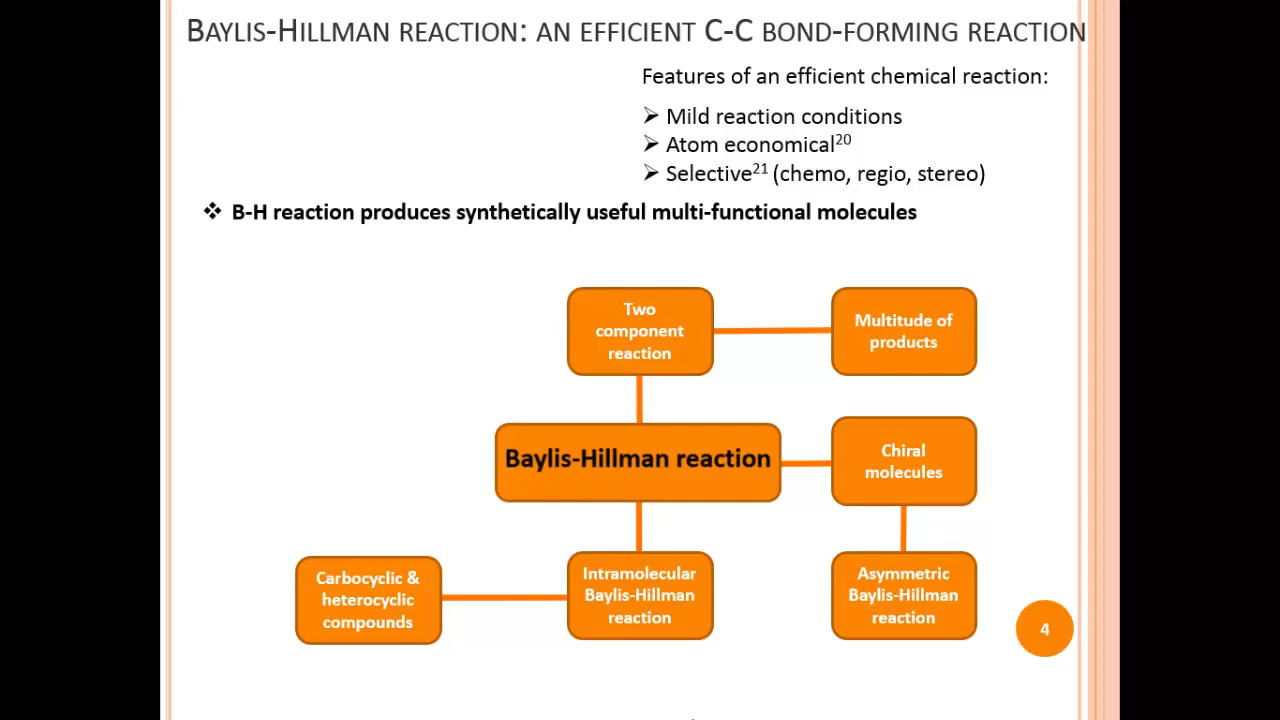 BAYLIS-HILLMAN REACTION: AN EFFICIENT C-C BOND-FORMING REACTION
Features of an efficient chemical reaction:
➢ Mild reaction conditions
➢ Atom economical20
➢ Selective21 (chemo, regio, stereo)
❖ B-H reaction produces synthetically useful multi-functional molecules
Two
component
reaction
Multitude of
products
Baylis-Hillman reaction
Chiral
molecules
Carbocyclic &
heterocyclic
compounds
Intramolecular
Baylis-Hillman
reaction
Asymmetric
Baylis-Hillman
reaction
4